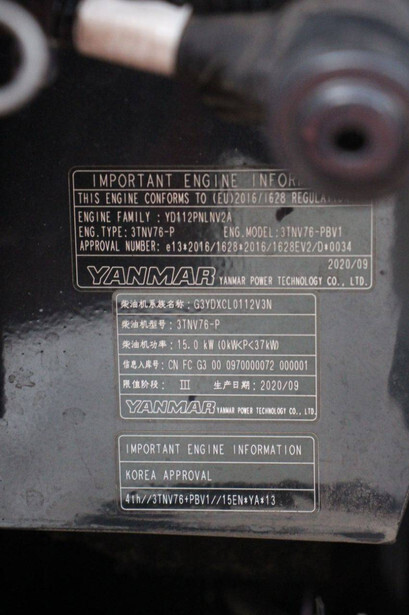 IMPORTANT ENGINE INFOR
THIS ENGINE CONFORMS TO (EU)2016/1628 REGULAT
ENGINE FAMILY : YD112PNLNV2A
ENG.TYPE: 3TNV76-P ENG.MODEL: 3TNV76-PBV1
APPROVAL NUMBER: e13*2016/1628*2016/1628EV2/D*0034
2020/09
YANMAR YANMAR POWER TECHNOLOGY CO., LTD.
柴油机系族名称: G3YDXCL0112V3N
柴油机型号: 3TNV76-P
柴油机功率: 15.0 kW (0kW<P<37kW)
信息入库号: CN FC G3 00 0970000072 000001
限值阶段: III 生产日期: 2020/09
YANMAR YANMAR POWER TECHNOLOGY CO., LTD.
IMPORTANT ENGINE INFORMATION
KOREA APPROVAL
4th//3TNV76+PBV1//15EN*YA*13